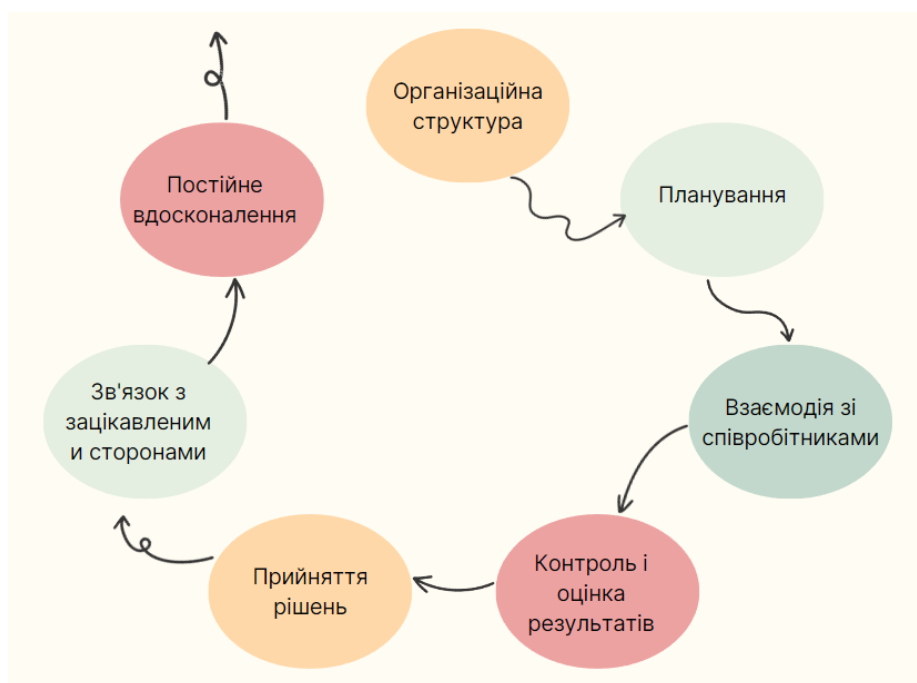 Організаційна
структура
Планування
Взаємодія зі
співробітниками
Контроль і
оцінка
результатів
Прийняття
рішень
Зв'язок з
зацікавленим
и сторонами
Постійне
вдосконалення